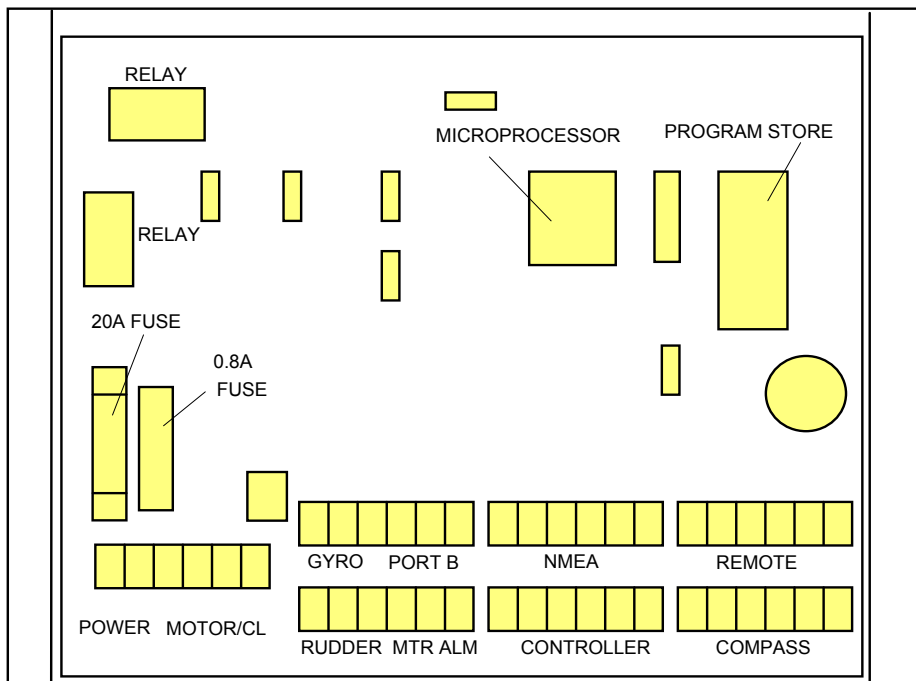 RELAY
MICROPROCESSOR
PROGRAM STORE
RELAY
20A FUSE
0.8A
FUSE
GYRO PORT B
NMEA
REMOTE
POWER MOTOR/CL
RUDDER MTR ALM
CONTROLLER
COMPASS